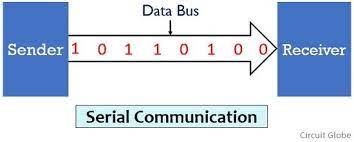 Data Bus
Sender 1 0 1 1 0 1 0 0 Receiver
Serial Communication
Circuit Globe